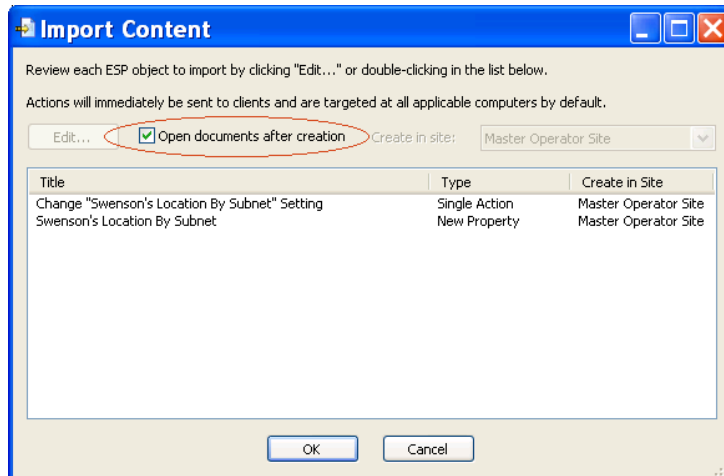 Import Content
Review each ESP object to import by clicking "Edit..." or double-clicking in the list below.
Actions will immediately be sent to clients and are targeted at all applicable computers by default.
Edit... Open documents after creation Create in site: Master Operator Site
Title Type Create in Site
Change "Swenson's Location By Subnet" Setting Single Action Master Operator Site
Swenson's Location By Subnet New Property Master Operator Site
OK Cancel